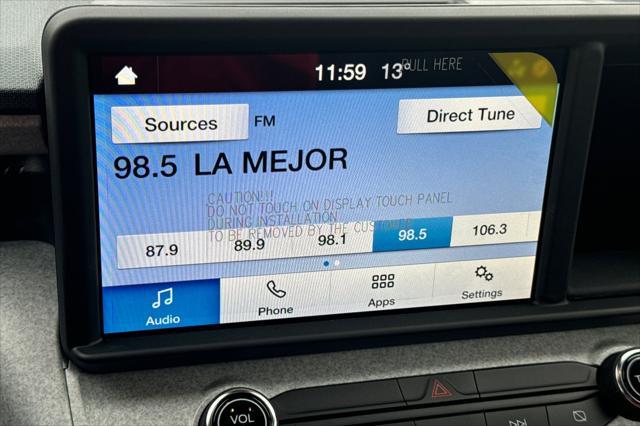 11:59 13°
PULL HERE
Sources
FM
Direct Tune
98.5 LA MEJOR
CAUTION!!!
DO NOT TOUCH ON DISPLAY TOUCH PANEL
DURING INSTALLATION
TO BE REMOVED BY THE CUSTOMER
87.9 89.9 98.1 98.5 106.3
Audio Phone Apps Settings
VOL